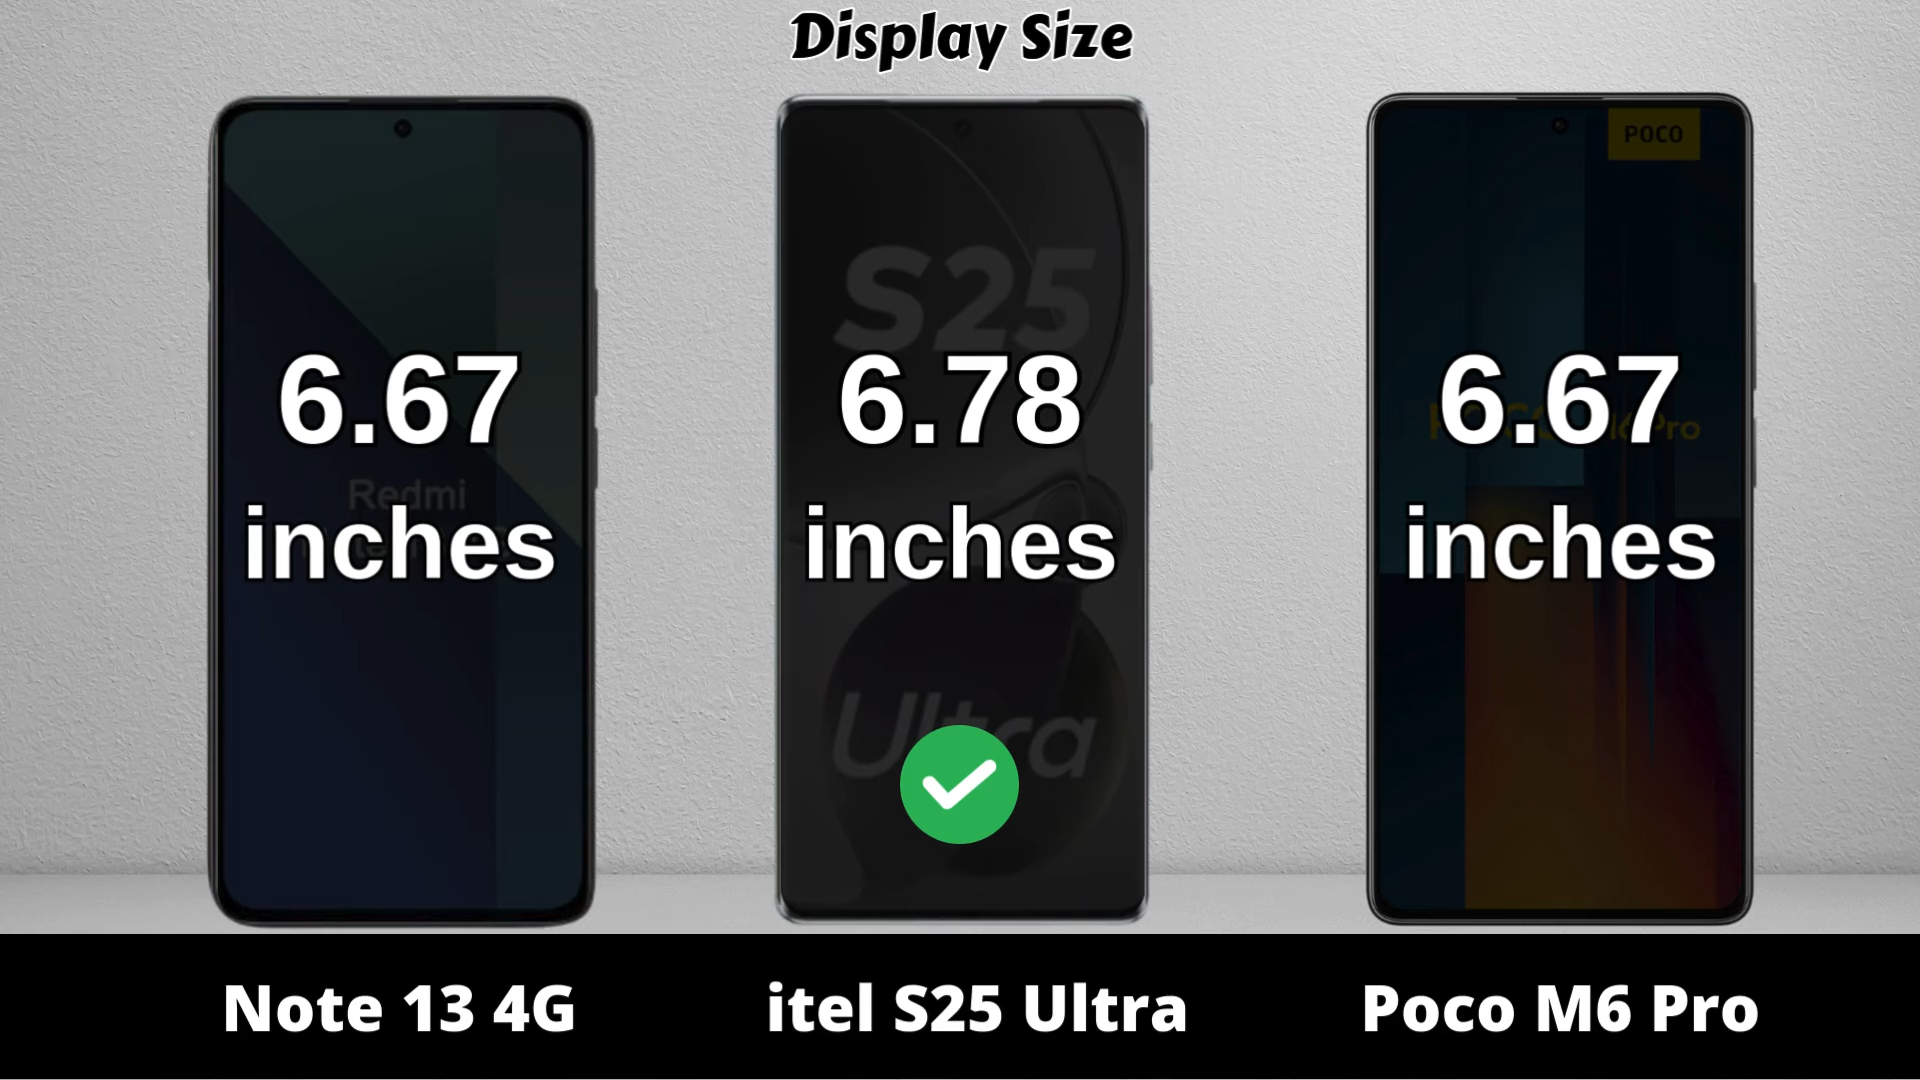 Display Size
POCO
S25
6.67
6.78
6.67
Pro
Redmi
inches
inches
inches
Ultra
Note 13 4G
itel S25 Ultra
Poco M6 Pro